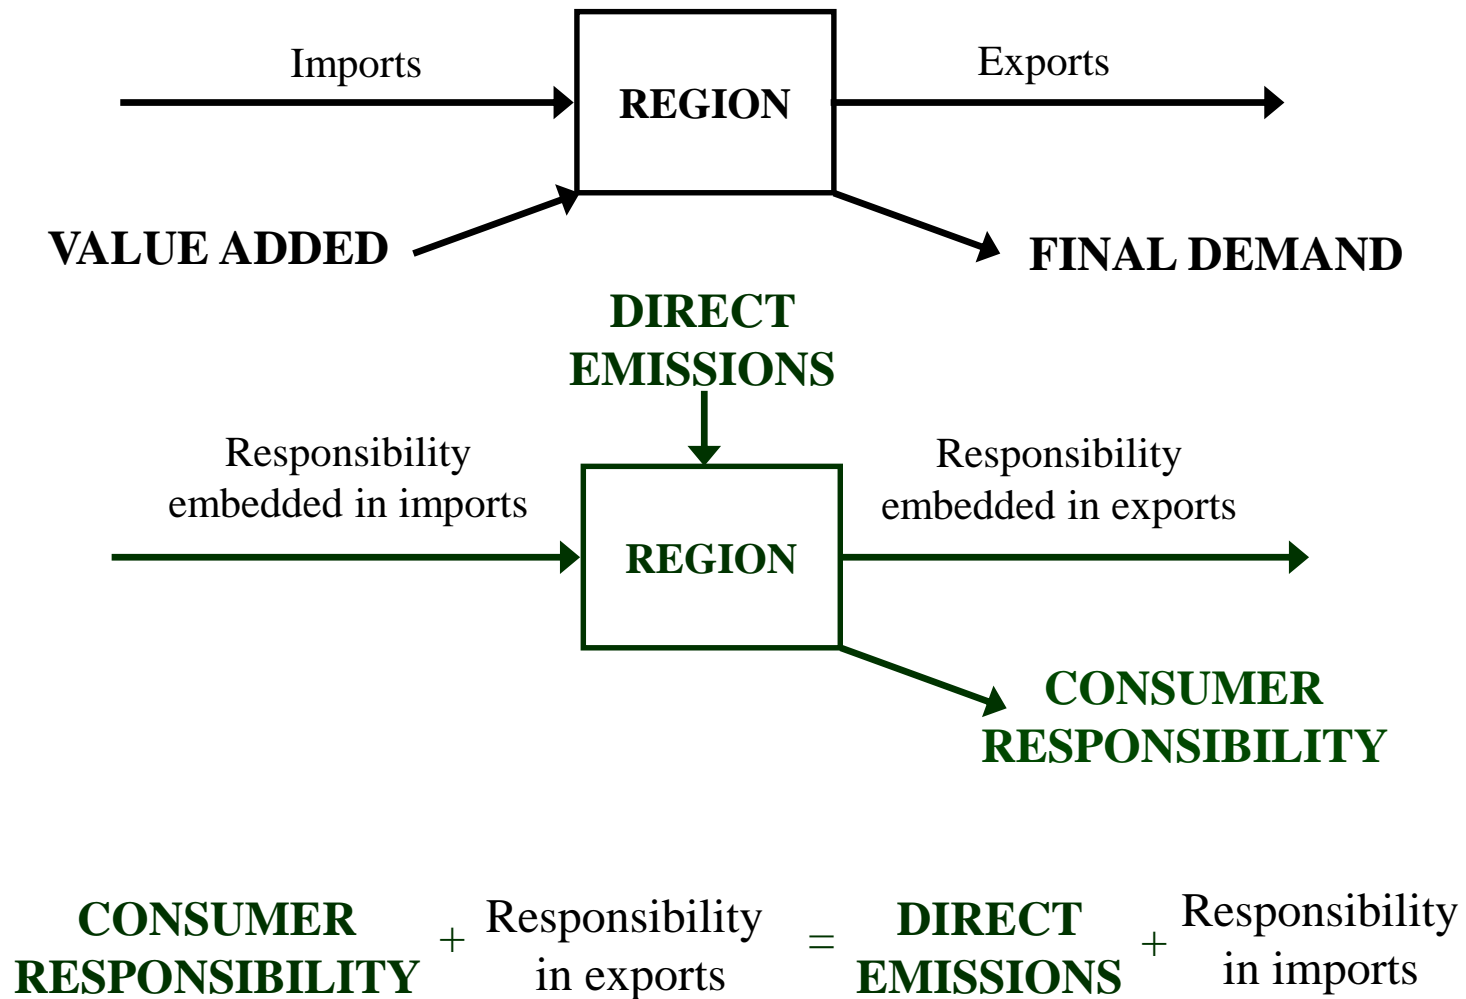 Imports
Exports
REGION
VALUE ADDED
FINAL DEMAND
DIRECT
EMISSIONS
Responsibility
embedded in imports
Responsibility
embedded in exports
REGION
CONSUMER
RESPONSIBILITY
CONSUMER
RESPONSIBILITY
+
Responsibility
in exports
=
DIRECT
EMISSIONS
+
Responsibility
in imports